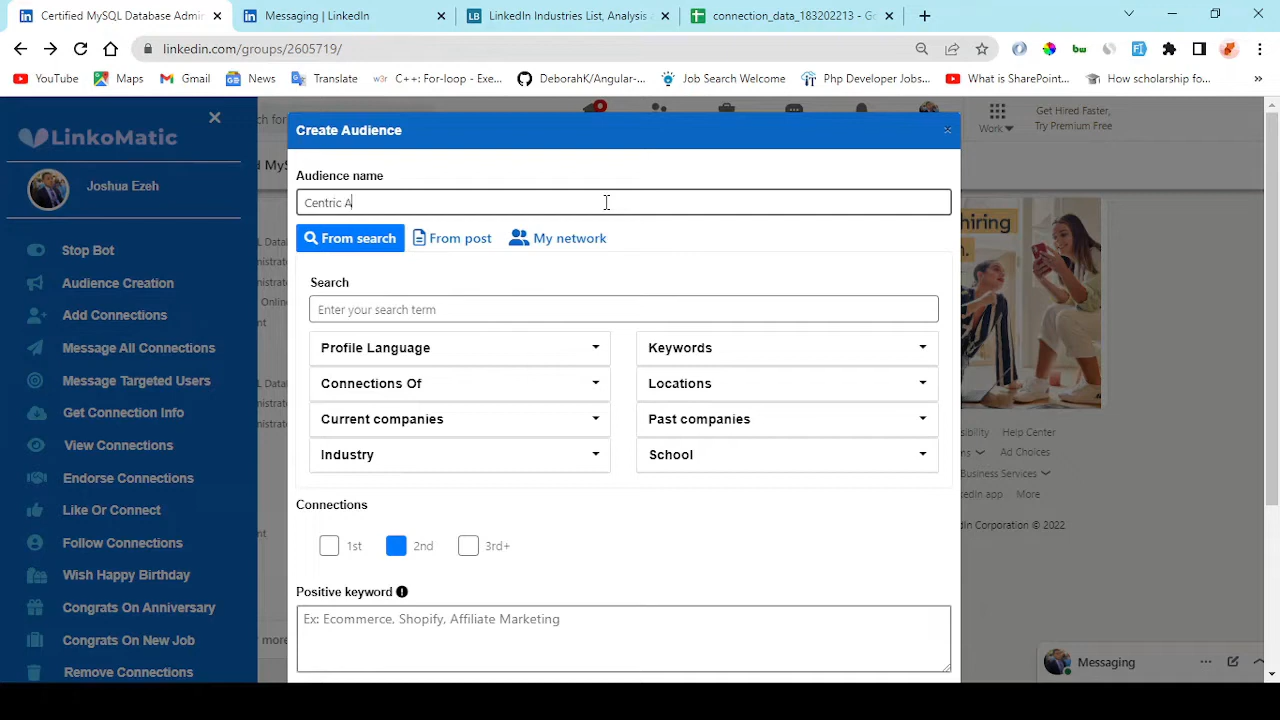 Certified MySQL Database Admin
Messaging | LinkedIn
LinkedIn Industries List, Analysis
connection_data_183202213 - Go
linkedin.com/groups/2605719/
YouTube
Maps
Gmail
News
Translate
C++: For-loop - Exe...
DeborahK/Angular-...
Job Search Welcome
Php Developer Jobs...
What is SharePoint...
How scholarship fo...
LinkoMatic
Joshua Ezeh
Stop Bot
Audience Creation
Add Connections
Message All Connections
Message Targeted Users
Get Connection Info
View Connections
Endorse Connections
Like Or Connect
Follow Connections
Wish Happy Birthday
Congrats On Anniversary
Congrats On New Job
Remove Connections
Create Audience
Audience name
Centric A
From search
From post
My network
Search
Enter your search term
Profile Language
Keywords
Connections Of
Locations
Current companies
Past companies
Industry
School
Connections
1st
2nd
3rd+
Positive keyword
Ex: Ecommerce, Shopify, Affiliate Marketing
Work
Get Hired Faster,
Try Premium Free
hiring
Help Center
Ad Choices
Business Services
More
Corporation © 2022
Messaging